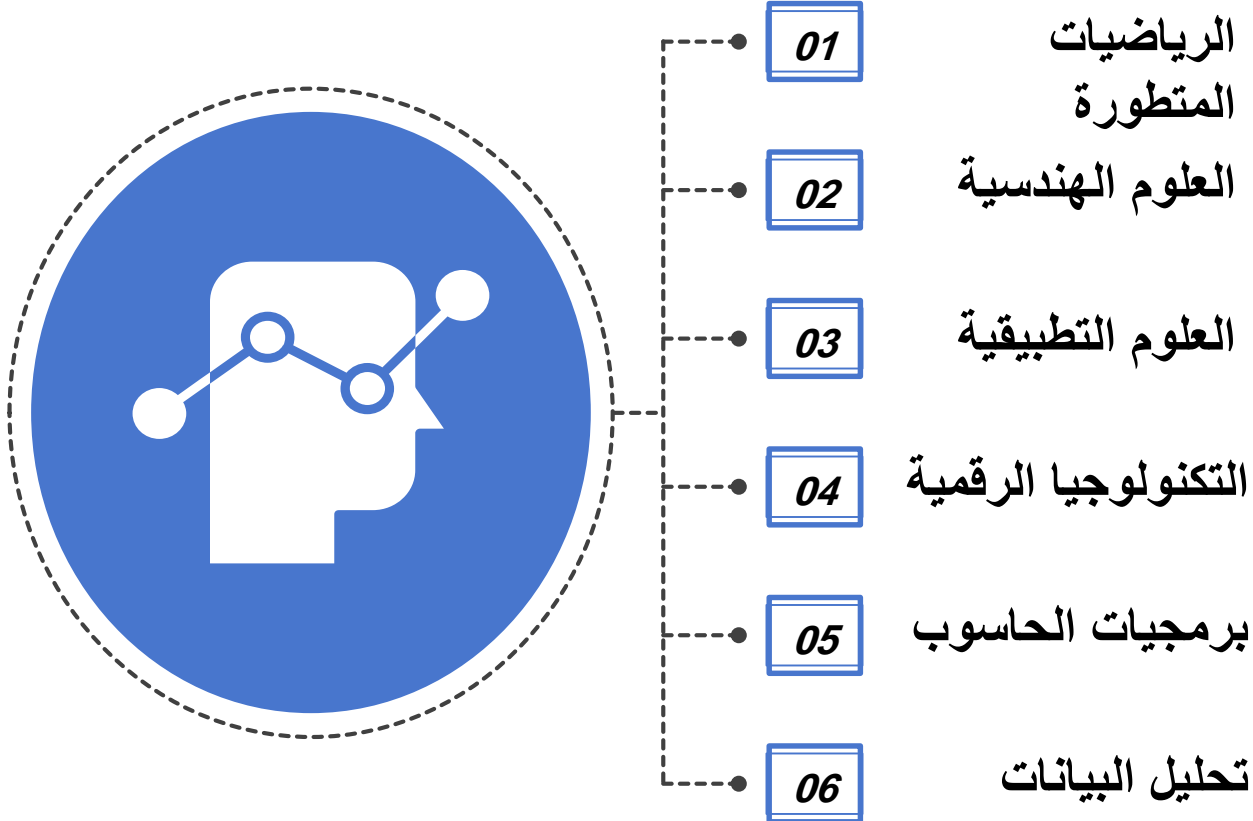 01
الرياضيات
المتطورة
02
العلوم الهندسية
03
العلوم التطبيقية
04
التكنولوجيا الرقمية
05
برمجيات الحاسوب
06
تحليل البيانات